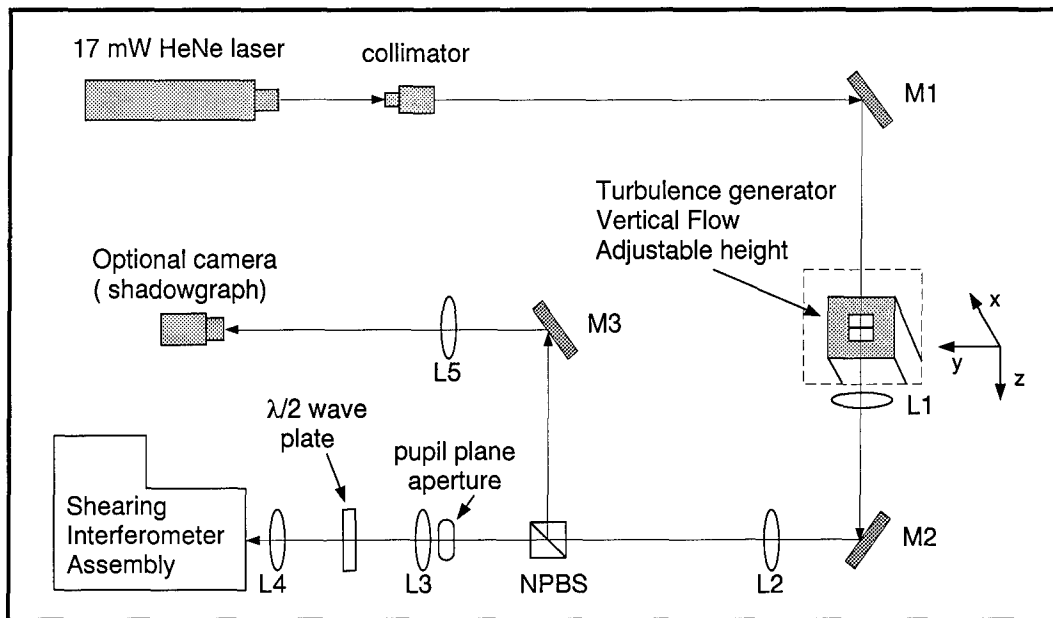 17 mW HeNe laser
collimator
M1
Turbulence generator
Vertical Flow
Adjustable height
Optional camera
( shadowgraph)
M3
x
y
z
L5
L1
λ/2 wave
plate
pupil plane
aperture
Shearing
Interferometer
Assembly
L4
L3
NPBS
L2
M2